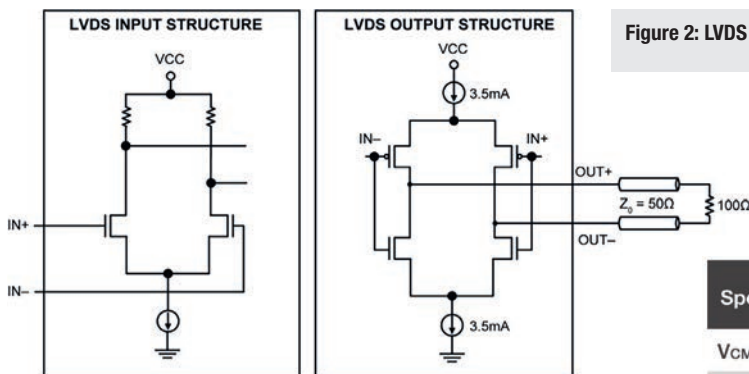 LVDS INPUT STRUCTURE
VCC
IN+
IN–
LVDS OUTPUT STRUCTURE
VCC
3.5mA
IN–
IN+
OUT+
Z₀ = 50Ω
100Ω
OUT–
3.5mA
Figure 2: LVDS
VCM